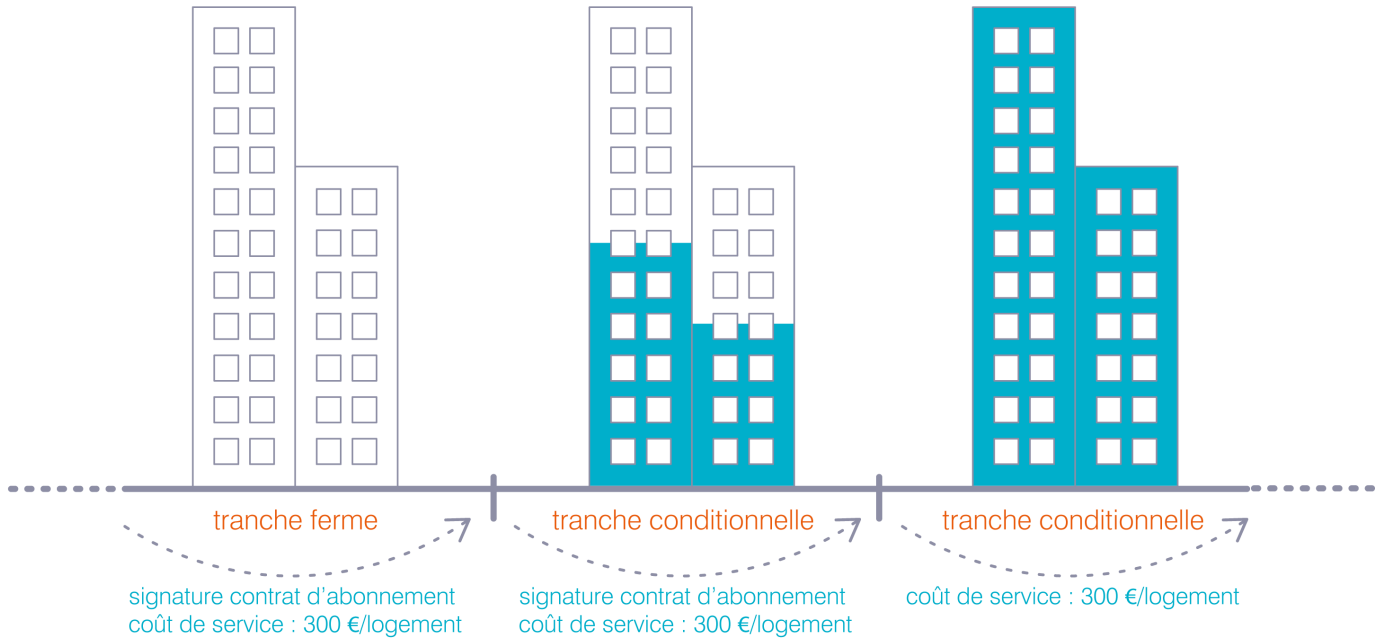 tranche ferme
tranche conditionnelle
tranche conditionnelle
signature contrat d'abonnement
coût de service : 300 €/logement
signature contrat d'abonnement
coût de service : 300 €/logement
coût de service : 300 €/logement